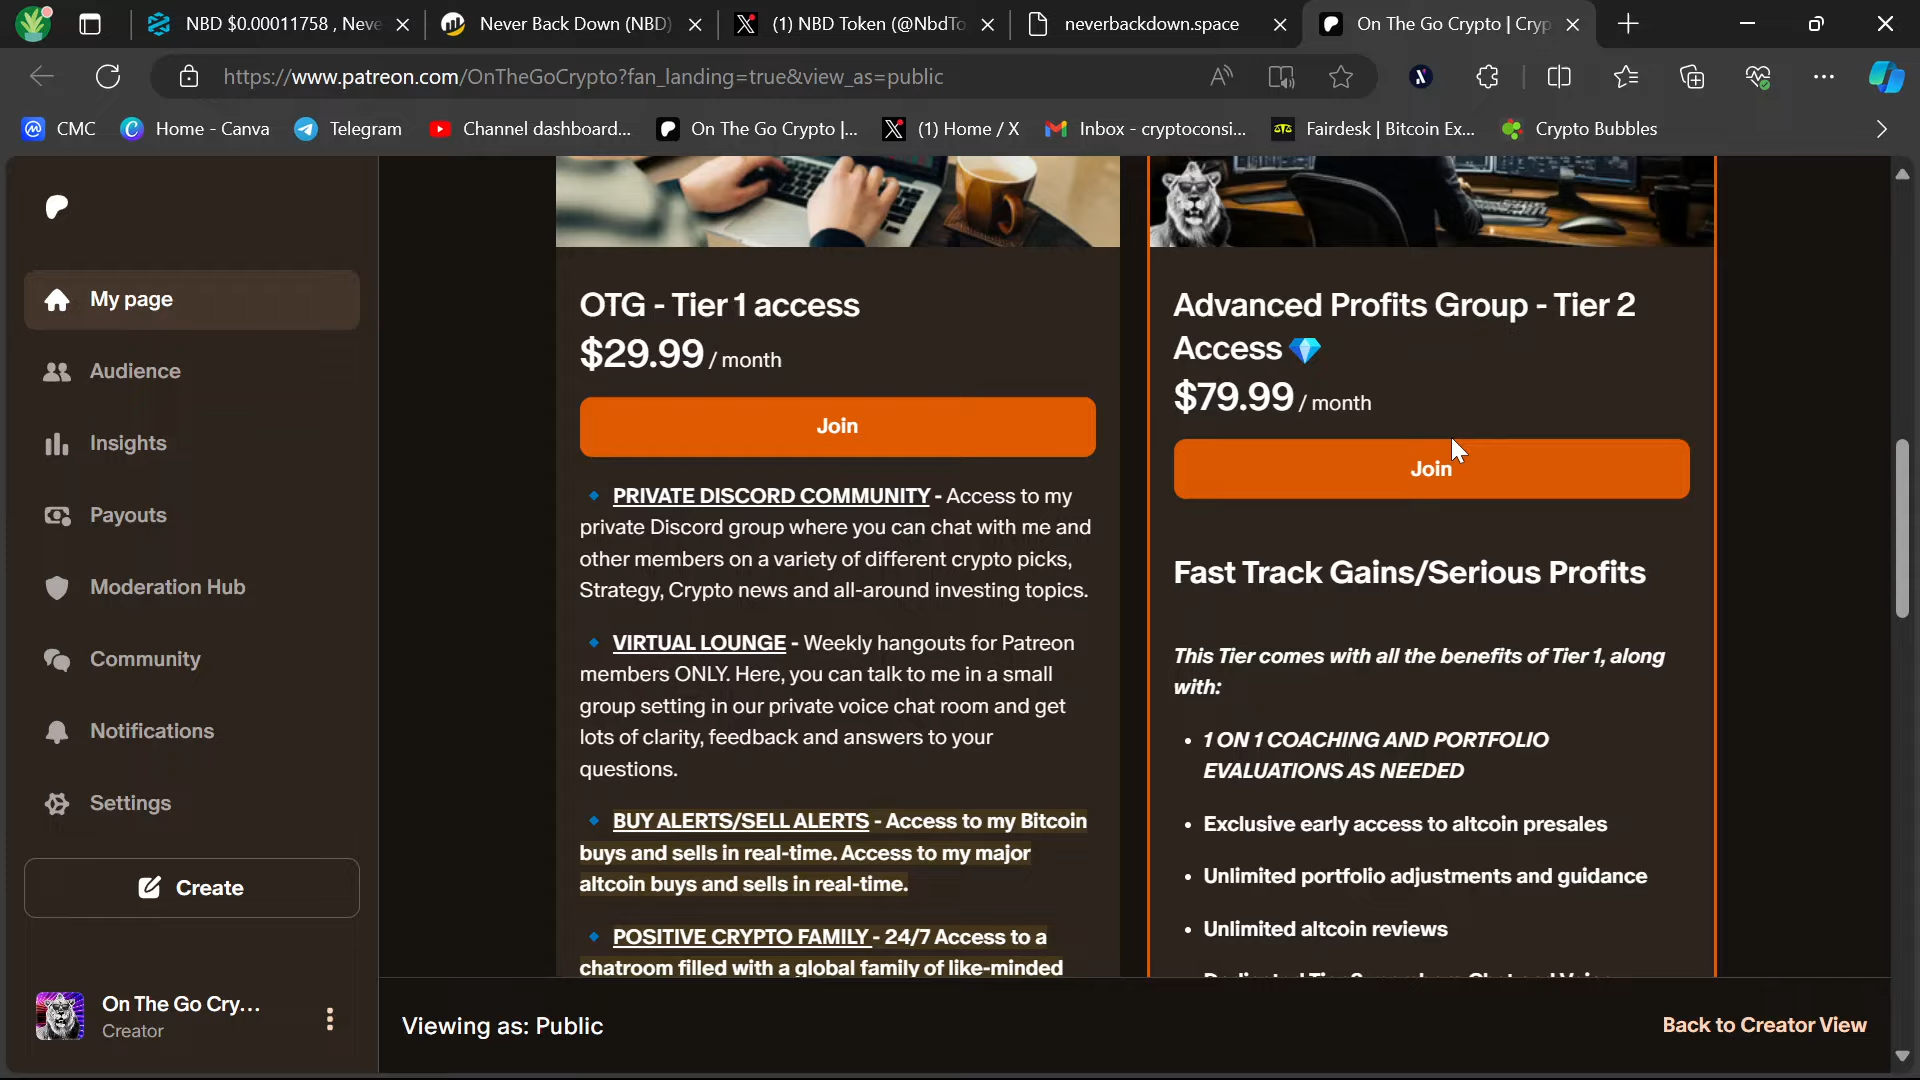 NBD $0.00011758 , Neve
Never Back Down (NBD)
(1) NBD Token (@NbdTo
neverbackdown.space
On The Go Crypto | Cryp
https://www.patreon.com/OnTheGoCrypto?fan_landing=true&view_as=public
CMC
Home - Canva
Telegram
Channel dashboard...
On The Go Crypto |...
(1) Home / X
Inbox - cryptoconsi...
Fairdesk | Bitcoin Ex...
Crypto Bubbles
My page
Audience
Insights
Payouts
Moderation Hub
Community
Notifications
Settings
Create
On The Go Cry...
Creator
OTG - Tier 1 access
$29.99 / month
Join
PRIVATE DISCORD COMMUNITY - Access to my
private Discord group where you can chat with me and
other members on a variety of different crypto picks,
Strategy, Crypto news and all-around investing topics.
VIRTUAL LOUNGE - Weekly hangouts for Patreon
members ONLY. Here, you can talk to me in a small
group setting in our private voice chat room and get
lots of clarity, feedback and answers to your
questions.
BUY ALERTS/SELL ALERTS - Access to my Bitcoin
buys and sells in real-time. Access to my major
altcoin buys and sells in real-time.
POSITIVE CRYPTO FAMILY - 24/7 Access to a
chatroom filled with a global family of like-minded
Advanced Profits Group - Tier 2
Access 💎
$79.99 / month
Join
Fast Track Gains/Serious Profits
This Tier comes with all the benefits of Tier 1, along
with:
• 1 ON 1 COACHING AND PORTFOLIO
EVALUATIONS AS NEEDED
• Exclusive early access to altcoin presales
• Unlimited portfolio adjustments and guidance
• Unlimited altcoin reviews
Viewing as: Public
Back to Creator View